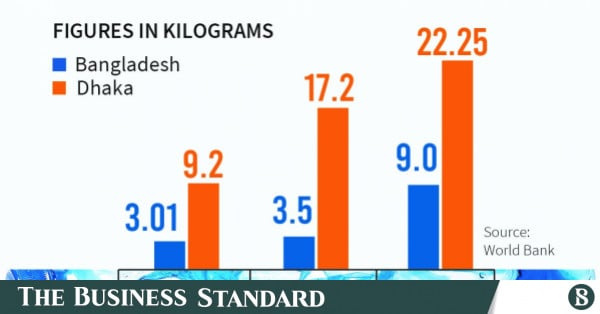 FIGURES IN KILOGRAMS
Bangladesh
Dhaka
3.01
9.2
3.5
17.2
9.0
22.25
Source:
World Bank
THE BUSINESS STANDARD
B